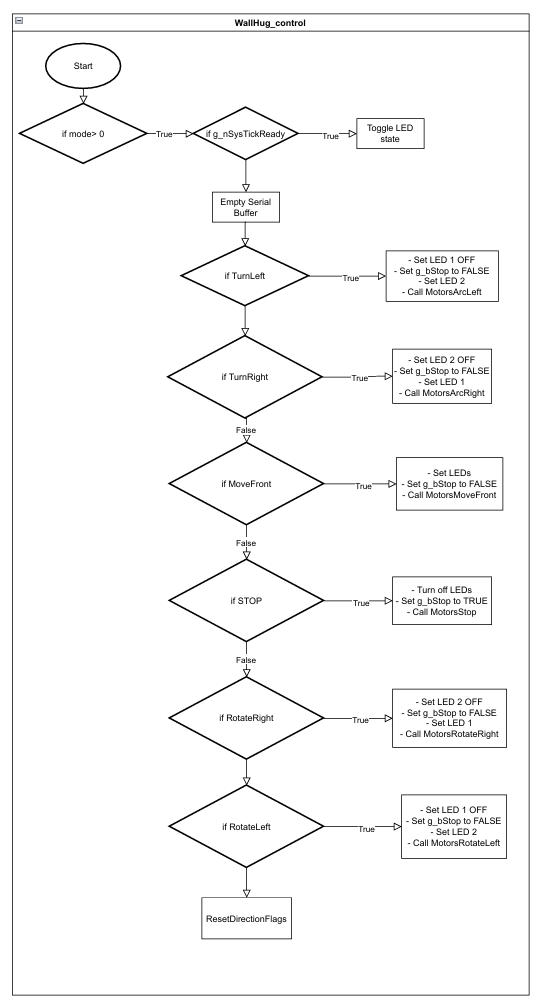 WallHug_control
Start
if mode> 0
True
if g_nSysTickReady
True
Toggle LED
state
Empty Serial
Buffer
if TurnLeft
True
- Set LED 1 OFF
- Set g_bStop to FALSE
- Set LED 2
- Call MotorsArcLeft
if TurnRight
True
- Set LED 2 OFF
- Set g_bStop to FALSE
- Set LED 1
- Call MotorsArcRight
False
if MoveFront
True
- Set LEDs
- Set g_bStop to FALSE
- Call MotorsMoveFront
False
if STOP
True
- Turn off LEDs
- Set g_bStop to TRUE
- Call MotorsStop
False
if RotateRight
True
- Set LED 2 OFF
- Set g_bStop to FALSE
- Set LED 1
- Call MotorsRotateRight
if RotateLeft
True
- Set LED 1 OFF
- Set g_bStop to FALSE
- Set LED 2
- Call MotorsRotateLeft
ResetDirectionFlags